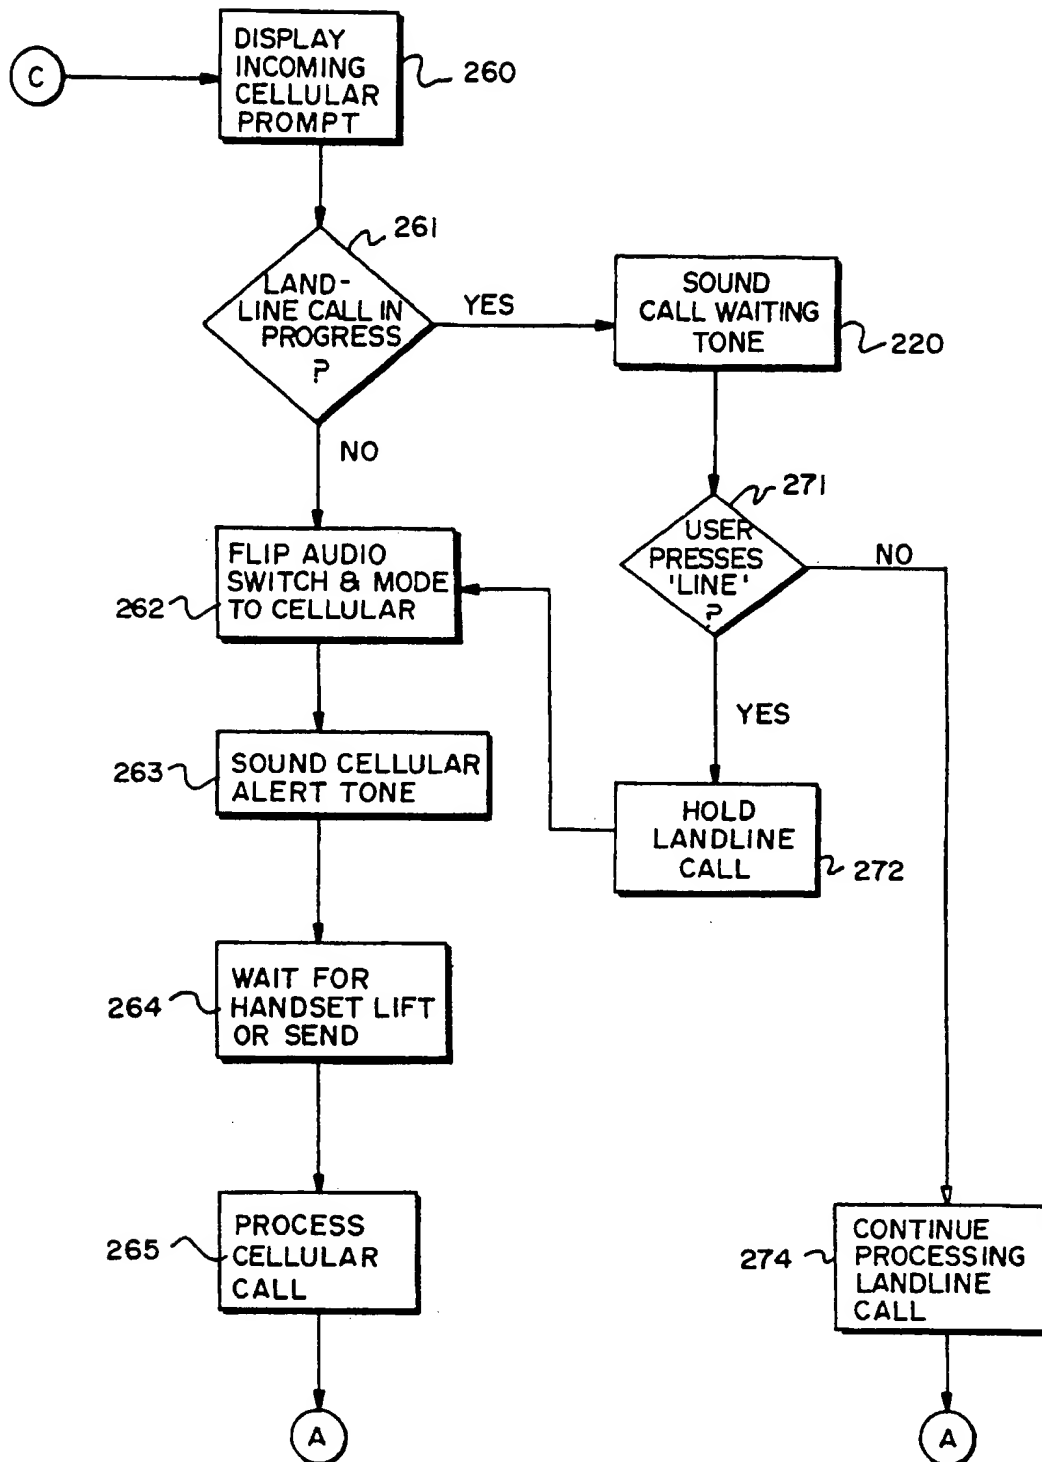 C
DISPLAY
INCOMING
CELLULAR
PROMPT
260
261
LAND-
LINE CALL IN
PROGRESS
?
YES
SOUND
CALL WAITING
TONE
220
NO
271
USER
PRESSES
'LINE'
?
NO
FLIP AUDIO
SWITCH & MODE
TO CELLULAR
262
YES
263
SOUND CELLULAR
ALERT TONE
HOLD
LANDLINE
CALL
272
264
WAIT FOR
HANDSET LIFT
OR SEND
265
PROCESS
CELLULAR
CALL
274
CONTINUE
PROCESSING
LANDLINE
CALL
A
A